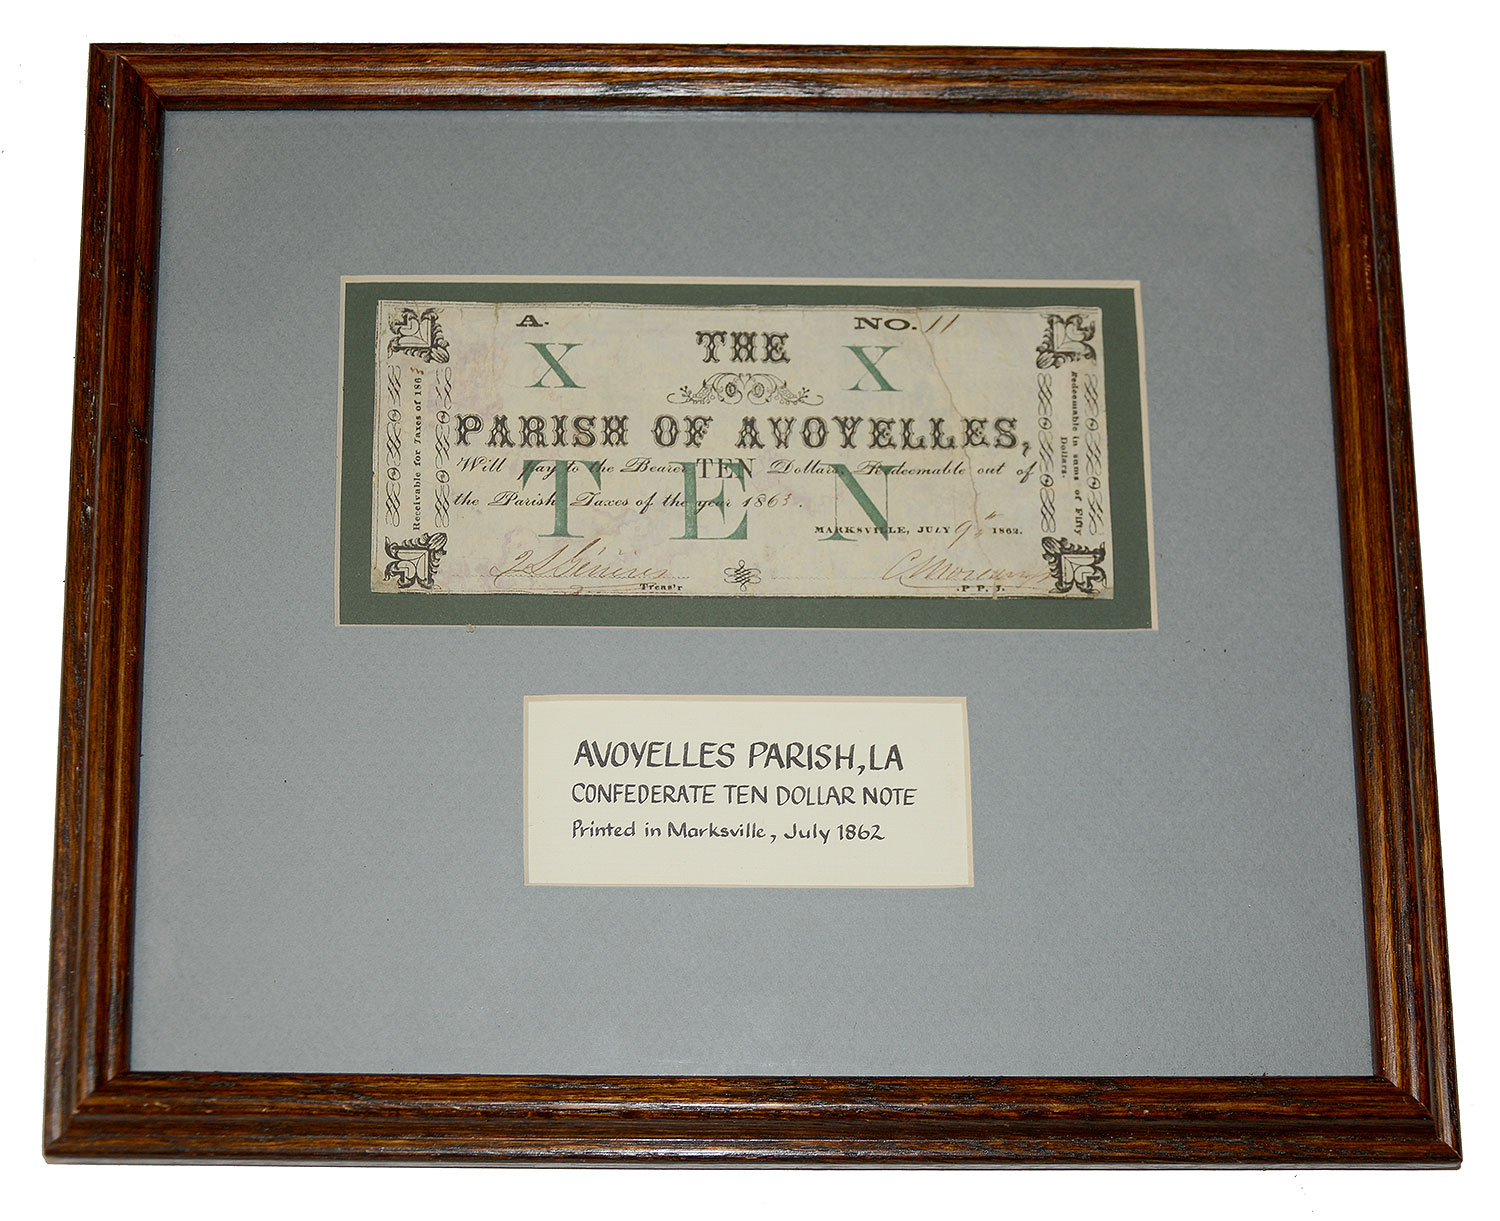 A.
NO. 11
X
THE
X
PARISH OF AVOYELLES,
Will pay to the Bearer TEN Dollars, Redeemable out of
the Parish Taxes of the year 1863.
TEN
MARKSVILLE, JULY 9th 1862.
Treas'r
P. P. J.
Receivable for Taxes of 1863
Redeemable in sums of Fifty
Dollars.
AVOYELLES PARISH, LA
CONFEDERATE TEN DOLLAR NOTE
Printed in Marksville, July 1862